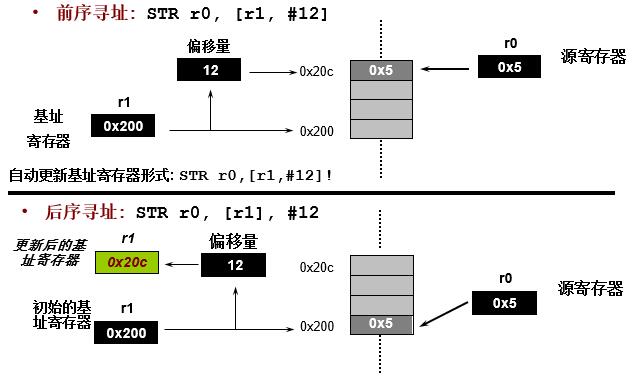 • 前序寻址: STR r0, [r1, #12]
偏移量
12
0x20c
0x5
r0
0x5
源寄存器
r1
基址
寄存器
0x200
0x200
自动更新基址寄存器形式: STR r0,[r1,#12]!
• 后序寻址: STR r0, [r1], #12
更新后的基
址寄存器
r1
0x20c
偏移量
12
0x20c
r0
0x5
源寄存器
初始的基
址寄存器
r1
0x200
0x200
0x5